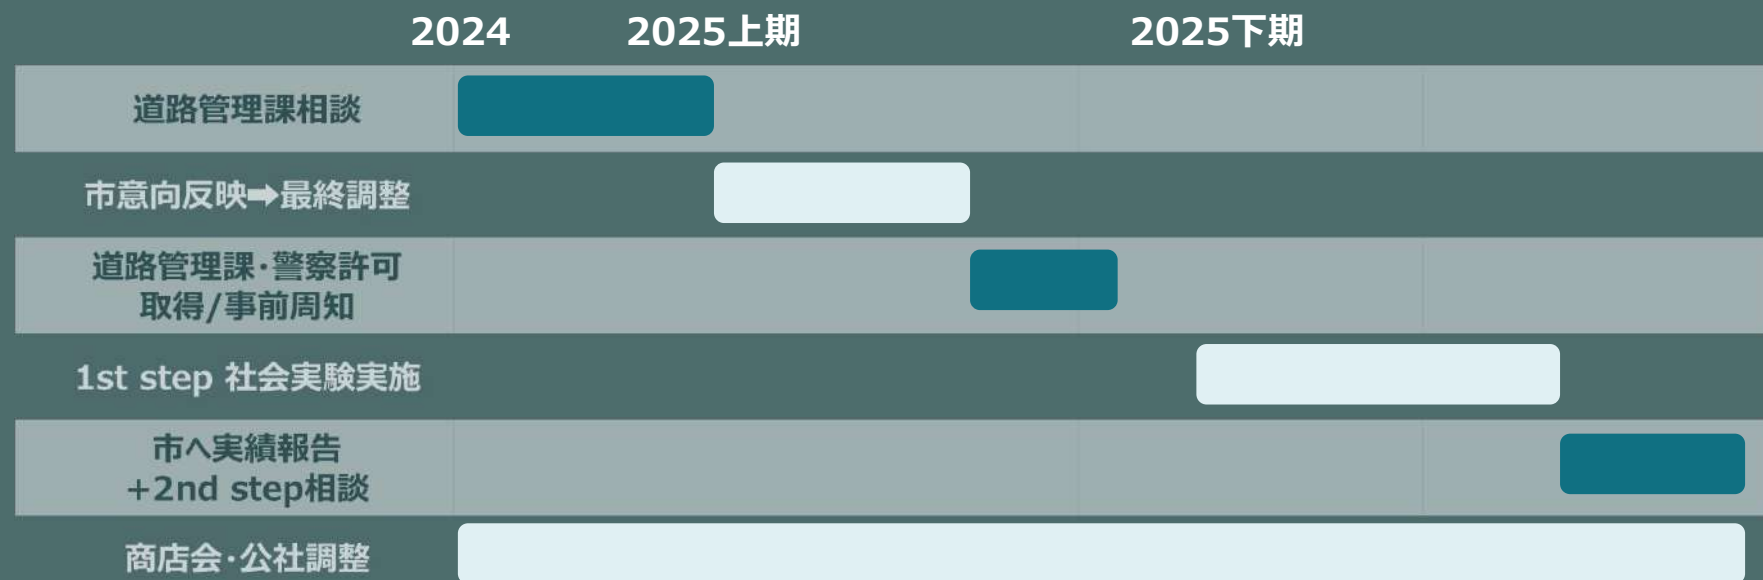 2024 2025上期 2025下期
道路管理課相談
市意向反映➡最終調整
道路管理課・警察許可
取得/事前周知
1st step 社会実験実施
市へ実績報告
+2nd step相談
商店会・公社調整